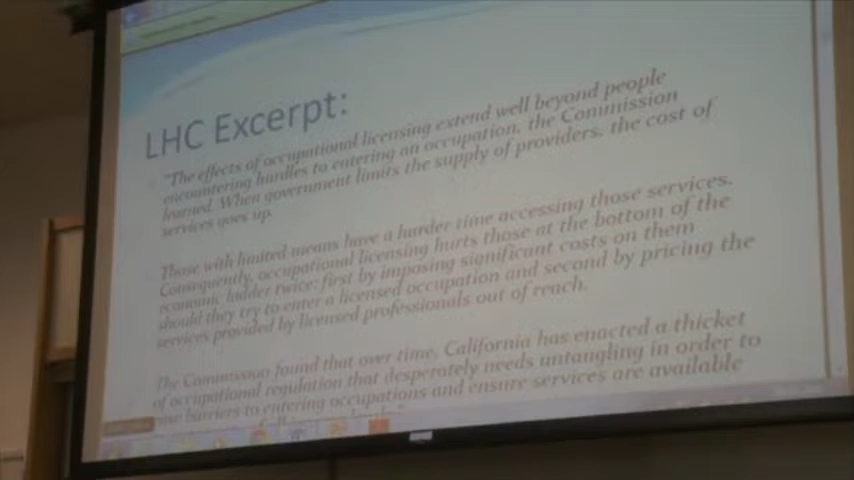 LHC Excerpt:
"The effects of occupational licensing extend well beyond people
encountering hurdles to entering an occupation, the Commission
learned. When government limits the supply of providers, the cost of
services goes up.
Those with limited means have a harder time accessing those services.
Consequently, occupational licensing hurts those at the bottom of the
economic ladder twice: first by imposing significant costs on them
should they try to enter a licensed occupation and second by pricing the
services provided by licensed professionals out of reach.
The Commission found that over time, California has enacted a thicket
of occupational regulation that desperately needs untangling in order to
barriers to entering occupations and ensure services are available